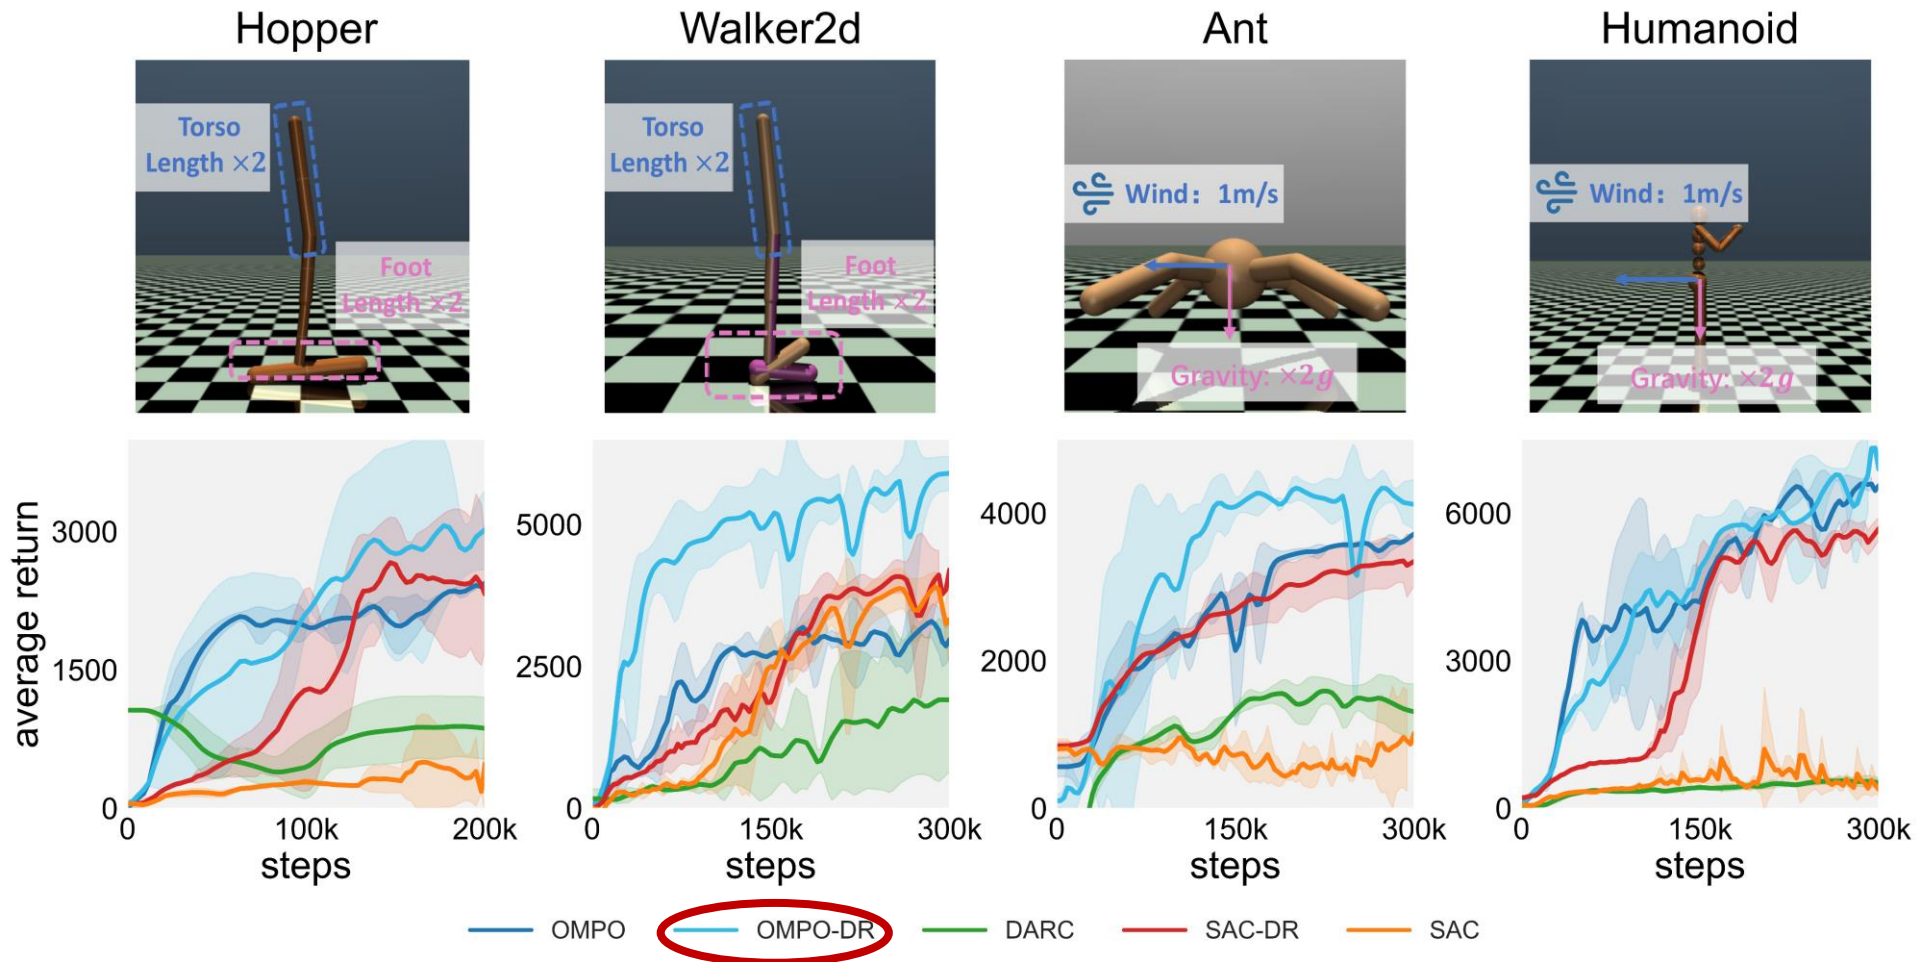 Hopper
Walker2d
Ant
Humanoid
Torso
Length ×2
Foot
Length ×2
Torso
Length ×2
Foot
Length ×2
Wind：1m/s
Gravity: ×2g
Wind：1m/s
Gravity: ×2g
average return
3000
1500
0
0
100k
200k
steps
5000
2500
0
0
150k
300k
steps
4000
2000
0
0
150k
300k
steps
6000
3000
0
0
150k
300k
steps
OMPO
OMPO-DR
DARC
SAC-DR
SAC